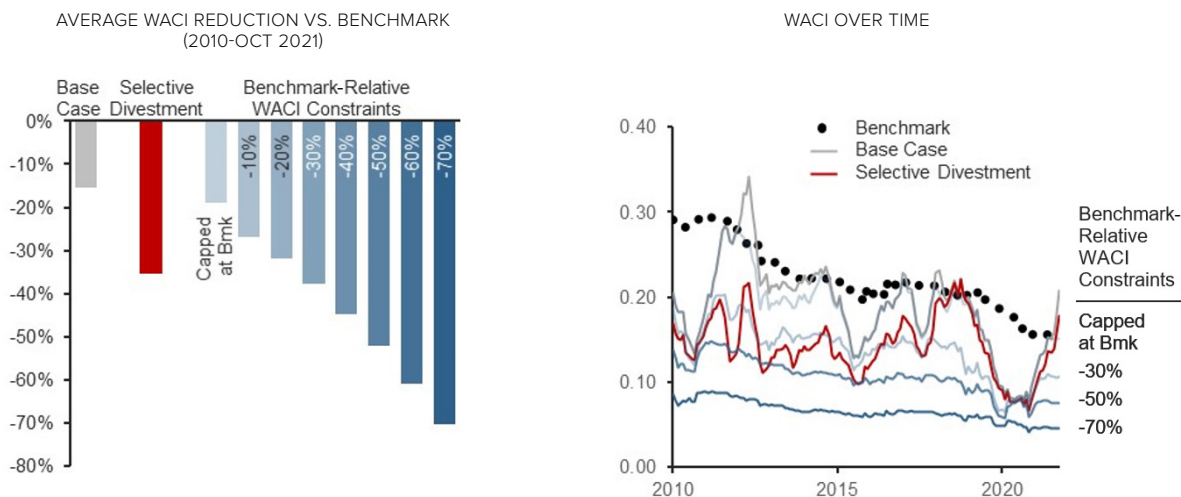 AVERAGE WACI REDUCTION VS. BENCHMARK
(2010-OCT 2021)
Base
Case
Selective
Divestment
Benchmark-Relative
WACI Constraints
0%
-10%
-20%
-30%
-40%
-50%
-60%
-70%
-80%
Capped
at Bmk
-10%
-20%
-30%
-40%
-50%
-60%
-70%
WACI OVER TIME
0.40
0.30
0.20
0.10
0.00
2010
2015
2020
Benchmark
Base Case
Selective Divestment
Benchmark-
Relative
WACI
Constraints
Capped
at Bmk
-30%
-50%
-70%